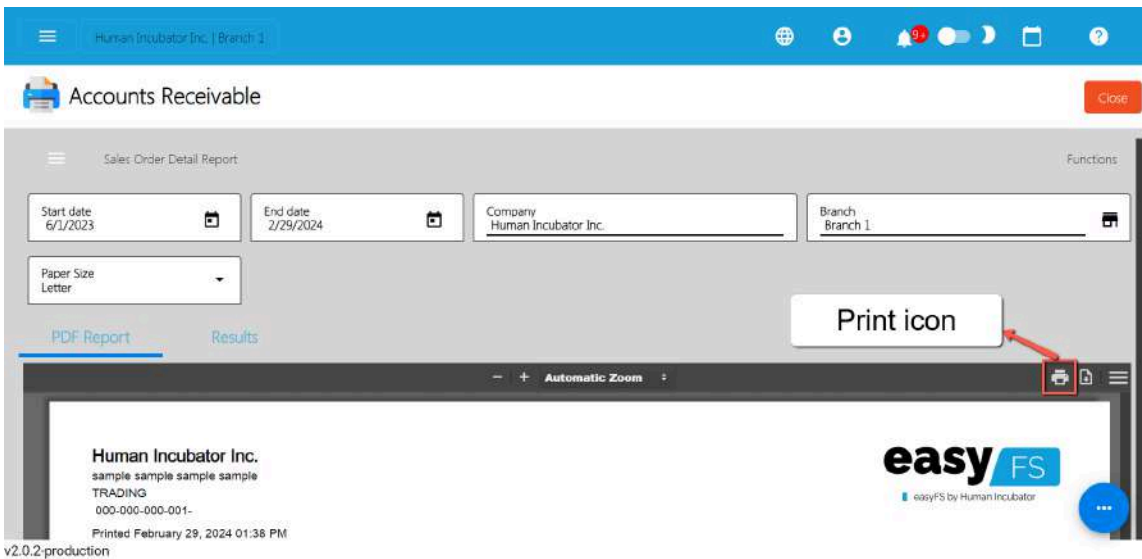 Human Incubator Inc. | Branch 1
9+
Accounts Receivable
Close
Sales Order Detail Report
Functions
Start date
6/1/2023
End date
2/29/2024
Company
Human Incubator Inc.
Branch
Branch 1
Paper Size
Letter
Print icon
PDF Report
Results
− + Automatic Zoom
Human Incubator Inc.
sample sample sample sample
TRADING
000-000-000-001-
Printed February 29, 2024 01:38 PM
easy FS
easyFS by Human Incubator
v2.0.2-production